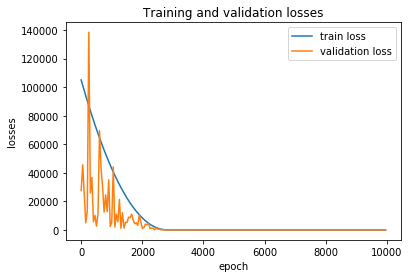 Training and validation losses
train loss
validation loss
losses
140000
120000
100000
80000
60000
40000
20000
0
0 2000 4000 6000 8000 10000
epoch